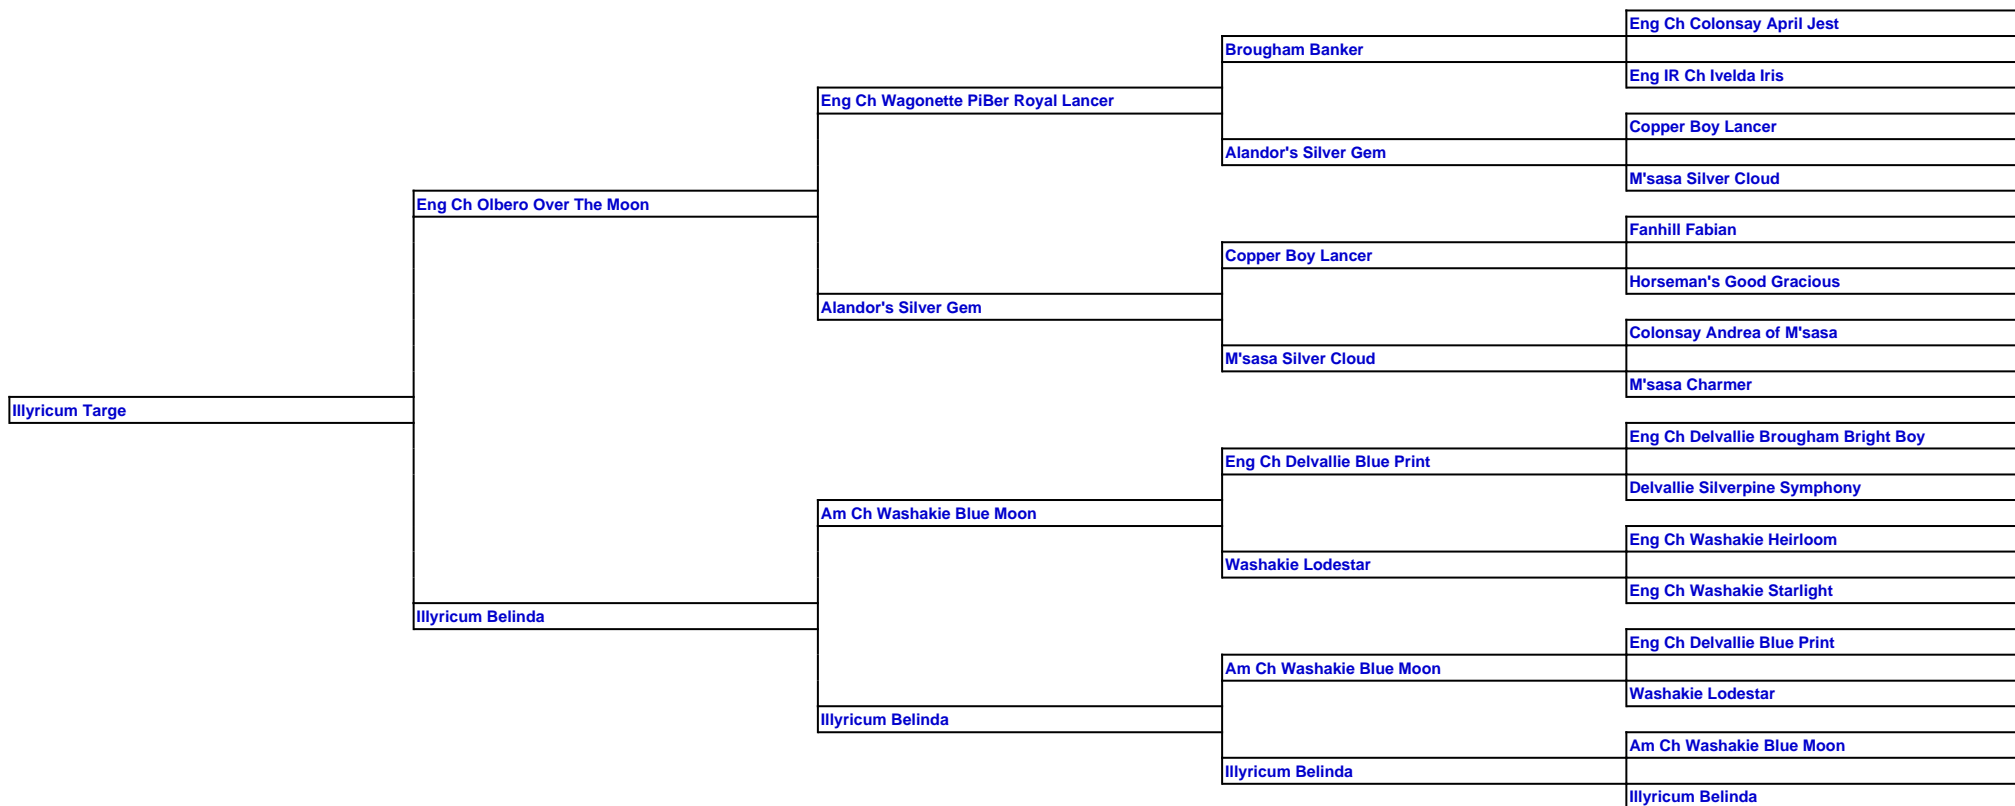 Eng Ch Colonsay April Jest
Brougham Banker
Eng IR Ch Ivelda Iris
Eng Ch Wagonette PiBer Royal Lancer
Copper Boy Lancer
Alandor's Silver Gem
M'sasa Silver Cloud
Eng Ch Olbero Over The Moon
Fanhill Fabian
Copper Boy Lancer
Horseman's Good Gracious
Alandor's Silver Gem
Colonsay Andrea of M'sasa
M'sasa Silver Cloud
M'sasa Charmer
Illyricum Targe
Eng Ch Delvallie Brougham Bright Boy
Eng Ch Delvallie Blue Print
Delvallie Silverpine Symphony
Am Ch Washakie Blue Moon
Eng Ch Washakie Heirloom
Washakie Lodestar
Eng Ch Washakie Starlight
Illyricum Belinda
Eng Ch Delvallie Blue Print
Am Ch Washakie Blue Moon
Washakie Lodestar
Illyricum Belinda
Am Ch Washakie Blue Moon
Illyricum Belinda
Illyricum Belinda